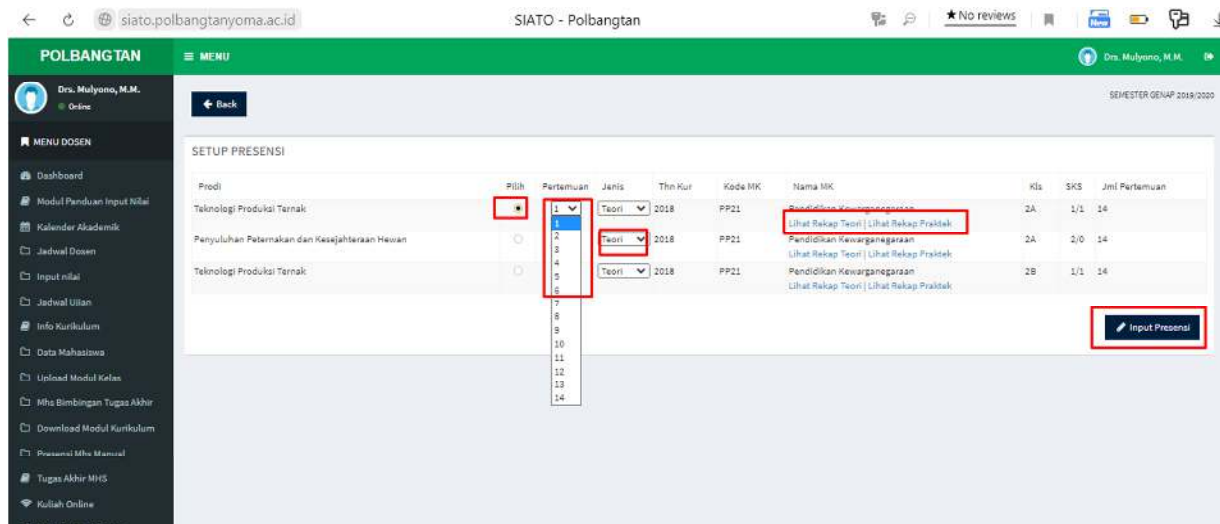 siato.polbangtanyoma.ac.id SIATO - Polbangtan ★ No reviews New
POLBANGTAN ≡ MENU Drs. Mulyono, M.M.
Drs. Mulyono, M.M.
Online
← Back SEMESTER GENAP 2019/2020
MENU DOSEN
SETUP PRESENSI
Dashboard
Modul Panduan Input Nilai
Kalender Akademik
Jadwal Dosen
Input nilai
Jadwal Ujian
Info Kurikulum
Data Mahasiswa
Upload Modul Kelas
Mhs Bimbingan Tugas Akhir
Download Modul Kurikulum
Presensi Mhs Manual
Tugas Akhir MHS
Kuliah Online
Prodi Pilih Pertemuan Jenis Thn Kur Kode MK Nama MK Kls SKS Jml Pertemuan
Teknologi Produksi Ternak 1 Teori 2018 PP21 Pendidikan Kewarganegaraan 2A 1/1 14
Lihat Rekap Teori | Lihat Rekap Praktek
Penyuluhan Peternakan dan Kesejahteraan Hewan Teori 2018 PP21 Pendidikan Kewarganegaraan 2A 2/0 14
Lihat Rekap Teori | Lihat Rekap Praktek
Teknologi Produksi Ternak Teori 2018 PP21 Pendidikan Kewarganegaraan 2B 1/1 14
Lihat Rekap Teori | Lihat Rekap Praktek
1
2
3
4
5
6
7
8
9
10
11
12
13
14
Input Presensi